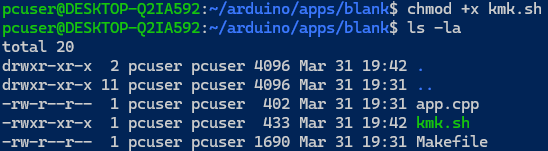 pcuser@DESKTOP-Q2IA592:~/arduino/apps/blank$ chmod +x kmk.sh
pcuser@DESKTOP-Q2IA592:~/arduino/apps/blank$ ls -la
total 20
drwxr-xr-x  2 pcuser pcuser 4096 Mar 31 19:42 .
drwxr-xr-x 11 pcuser pcuser 4096 Mar 31 19:31 ..
-rw-r--r--  1 pcuser pcuser  402 Mar 31 19:31 app.cpp
-rwxr-xr-x  1 pcuser pcuser  433 Mar 31 19:42 kmk.sh
-rw-r--r--  1 pcuser pcuser 1690 Mar 31 19:31 Makefile